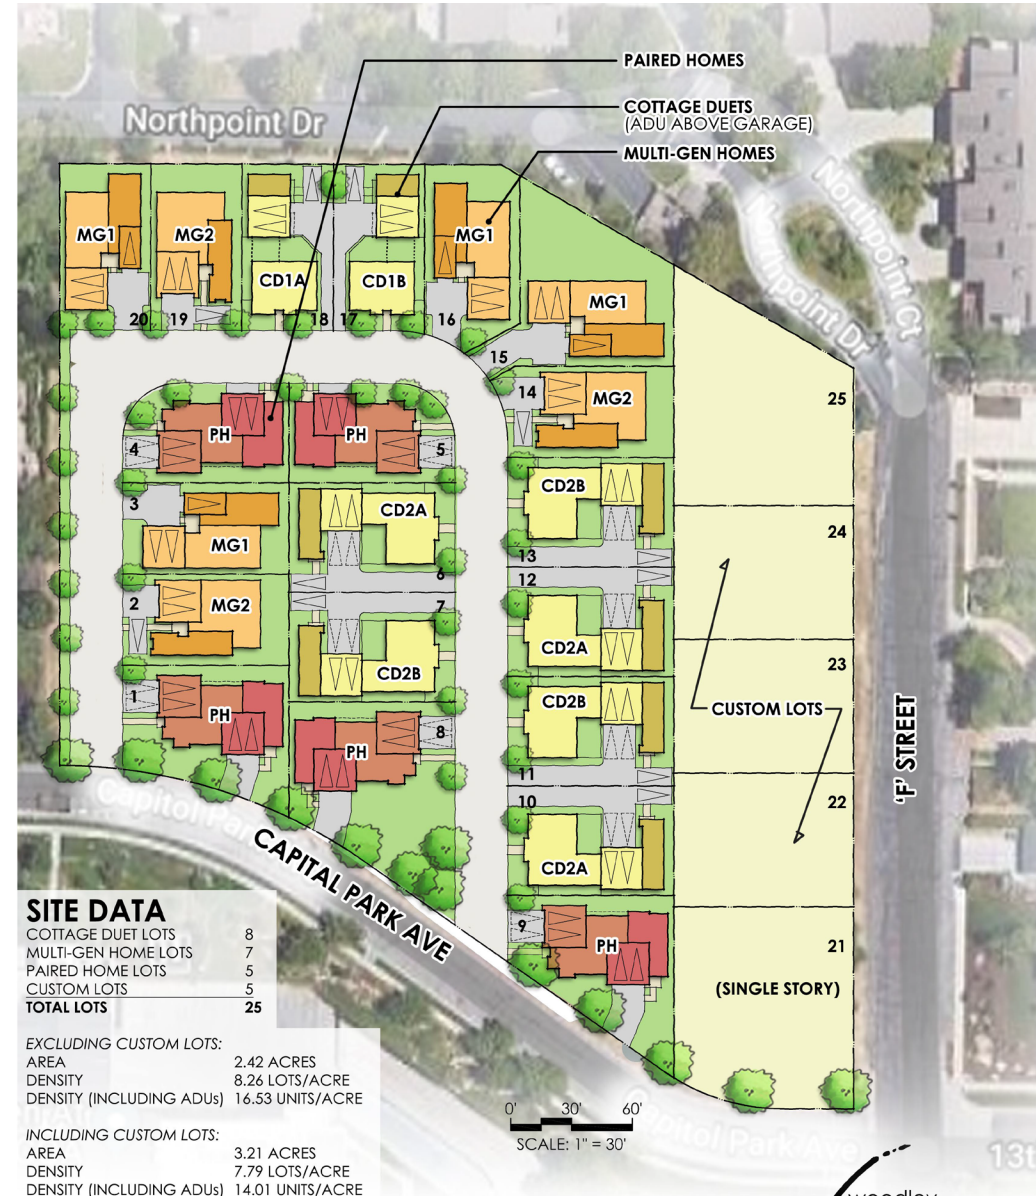 PAIRED HOMES
COTTAGE DUETS
(ADU ABOVE GARAGE)
MULTI-GEN HOMES
Northpoint Dr
Northpoint Ct
Northpoint Dr
MG1
MG2
CD1A
CD1B
MG1
MG1
20
19
18
17
16
15
14
MG2
25
PH
PH
4
5
3
MG1
CD2A
6
CD2B
13
24
2
MG2
7
CD2B
12
CD2A
23
1
PH
8
PH
CD2B
11
CUSTOM LOTS
'F' STREET
10
CD2A
22
9
PH
21
(SINGLE STORY)
Capitol Par
CAPITAL PARK AVE
Capitol Park Ave
13t
SITE DATA
COTTAGE DUET LOTS 8
MULTI-GEN HOME LOTS 7
PAIRED HOME LOTS 5
CUSTOM LOTS 5
TOTAL LOTS 25
EXCLUDING CUSTOM LOTS:
AREA 2.42 ACRES
DENSITY 8.26 LOTS/ACRE
DENSITY (INCLUDING ADUs) 16.53 UNITS/ACRE
INCLUDING CUSTOM LOTS:
AREA 3.21 ACRES
DENSITY 7.79 LOTS/ACRE
DENSITY (INCLUDING ADUs) 14.01 UNITS/ACRE
0' 30' 60'
SCALE: 1" = 30'